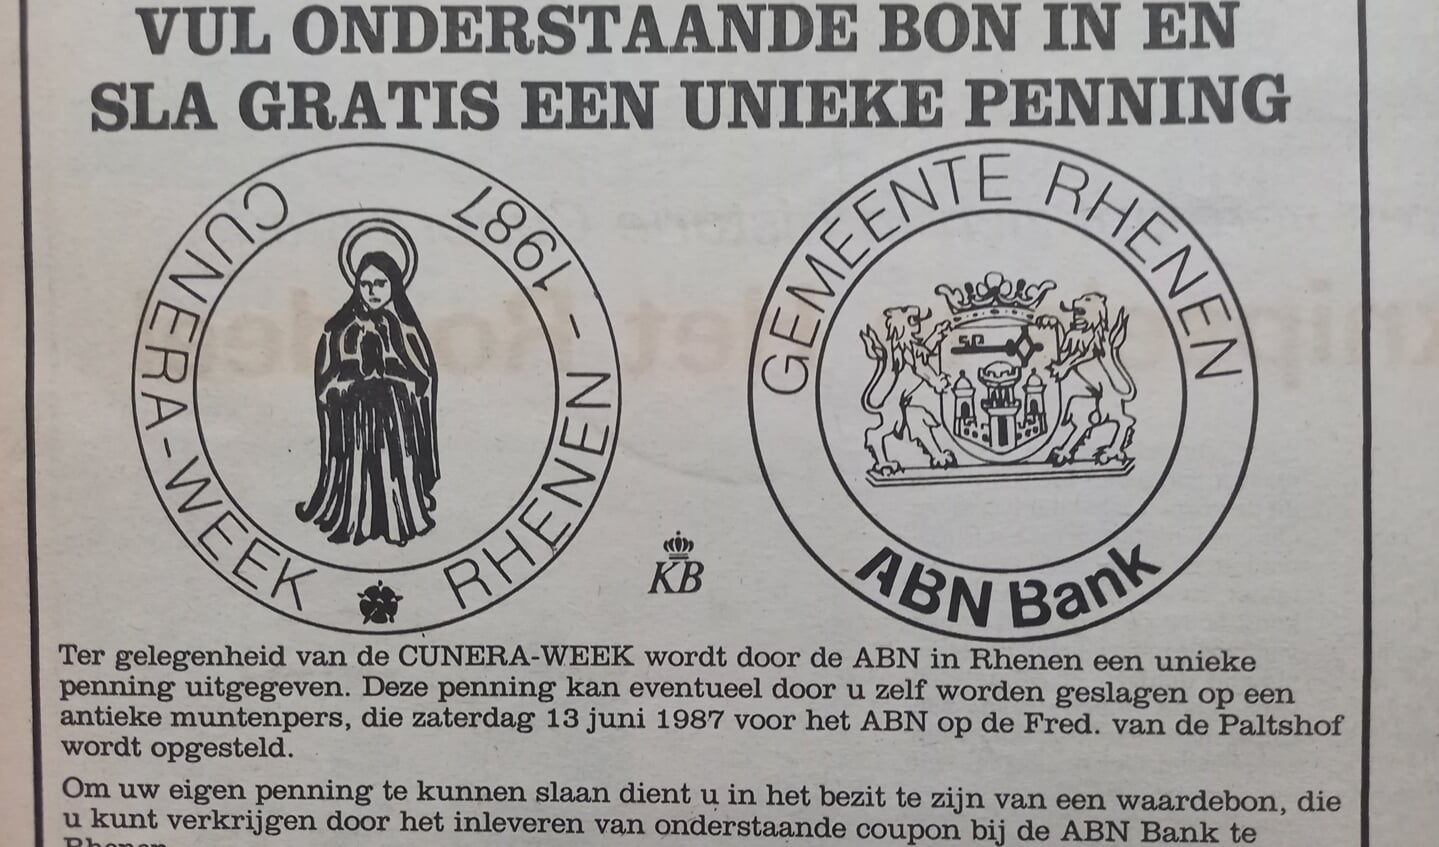 VUL ONDERSTAANDE BON IN EN
SLA GRATIS EEN UNIEKE PENNING
CUNERA-WEEK RHENEN - 1987
GEMEENTE RHENEN
ABN Bank
KB
Ter gelegenheid van de CUNERA-WEEK wordt door de ABN in Rhenen een unieke
penning uitgegeven. Deze penning kan eventueel door u zelf worden geslagen op een
antieke muntenpers, die zaterdag 13 juni 1987 voor het ABN op de Fred. van de Paltshof
wordt opgesteld.
Om uw eigen penning te kunnen slaan dient u in het bezit te zijn van een waardebon, die
u kunt verkrijgen door het inleveren van onderstaande coupon bij de ABN Bank te
Rhenen